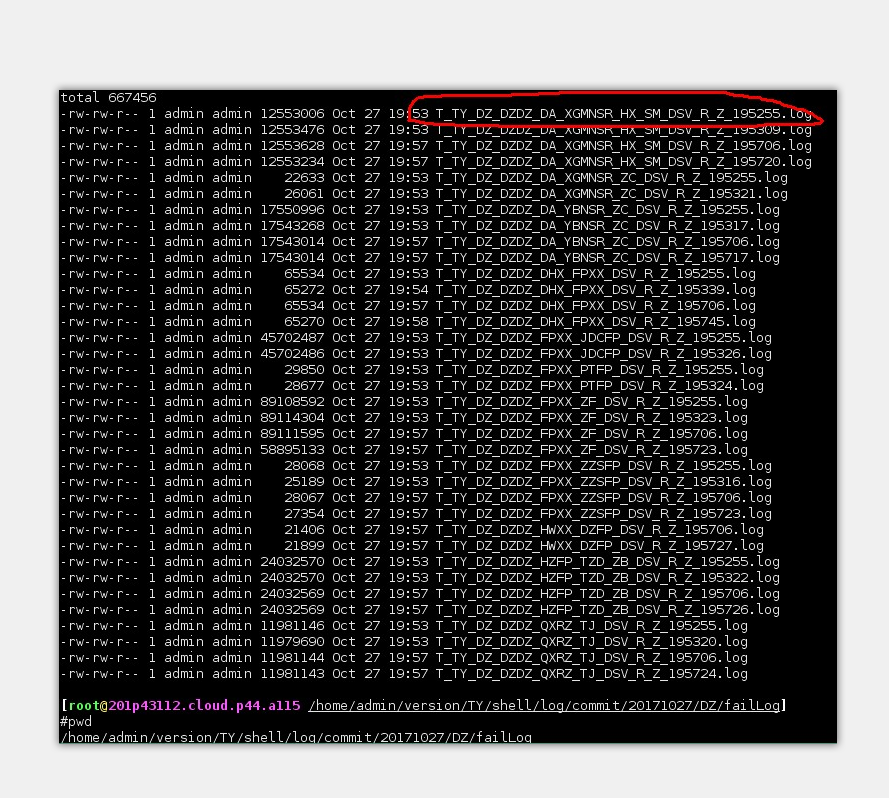 total 667456
-rw-rw-r-- 1 admin admin 12553006 Oct 27 19:53 T_TY_DZ_DZDZ_DA_XGMNSR_HX_SM_DSV_R_Z_195255.log
-rw-rw-r-- 1 admin admin 12553476 Oct 27 19:53 T_TY_DZ_DZDZ_DA_XGMNSR_HX_SM_DSV_R_Z_195309.log
-rw-rw-r-- 1 admin admin 12553628 Oct 27 19:57 T_TY_DZ_DZDZ_DA_XGMNSR_HX_SM_DSV_R_Z_195706.log
-rw-rw-r-- 1 admin admin 12553234 Oct 27 19:57 T_TY_DZ_DZDZ_DA_XGMNSR_HX_SM_DSV_R_Z_195720.log
-rw-rw-r-- 1 admin admin    22633 Oct 27 19:53 T_TY_DZ_DZDZ_DA_XGMNSR_ZC_DSV_R_Z_195255.log
-rw-rw-r-- 1 admin admin    26061 Oct 27 19:53 T_TY_DZ_DZDZ_DA_XGMNSR_ZC_DSV_R_Z_195321.log
-rw-rw-r-- 1 admin admin 17550996 Oct 27 19:53 T_TY_DZ_DZDZ_DA_YBNSR_ZC_DSV_R_Z_195255.log
-rw-rw-r-- 1 admin admin 17543268 Oct 27 19:53 T_TY_DZ_DZDZ_DA_YBNSR_ZC_DSV_R_Z_195317.log
-rw-rw-r-- 1 admin admin 17543014 Oct 27 19:57 T_TY_DZ_DZDZ_DA_YBNSR_ZC_DSV_R_Z_195706.log
-rw-rw-r-- 1 admin admin 17543014 Oct 27 19:57 T_TY_DZ_DZDZ_DA_YBNSR_ZC_DSV_R_Z_195717.log
-rw-rw-r-- 1 admin admin    65534 Oct 27 19:53 T_TY_DZ_DZDZ_DHX_FPXX_DSV_R_Z_195255.log
-rw-rw-r-- 1 admin admin    65272 Oct 27 19:54 T_TY_DZ_DZDZ_DHX_FPXX_DSV_R_Z_195339.log
-rw-rw-r-- 1 admin admin    65534 Oct 27 19:57 T_TY_DZ_DZDZ_DHX_FPXX_DSV_R_Z_195706.log
-rw-rw-r-- 1 admin admin    65270 Oct 27 19:58 T_TY_DZ_DZDZ_DHX_FPXX_DSV_R_Z_195745.log
-rw-rw-r-- 1 admin admin 45702487 Oct 27 19:53 T_TY_DZ_DZDZ_FPXX_JDCFP_DSV_R_Z_195255.log
-rw-rw-r-- 1 admin admin 45702486 Oct 27 19:53 T_TY_DZ_DZDZ_FPXX_JDCFP_DSV_R_Z_195326.log
-rw-rw-r-- 1 admin admin    29850 Oct 27 19:53 T_TY_DZ_DZDZ_FPXX_PTFP_DSV_R_Z_195255.log
-rw-rw-r-- 1 admin admin    28677 Oct 27 19:53 T_TY_DZ_DZDZ_FPXX_PTFP_DSV_R_Z_195324.log
-rw-rw-r-- 1 admin admin 89108592 Oct 27 19:53 T_TY_DZ_DZDZ_FPXX_ZF_DSV_R_Z_195255.log
-rw-rw-r-- 1 admin admin 89114304 Oct 27 19:53 T_TY_DZ_DZDZ_FPXX_ZF_DSV_R_Z_195323.log
-rw-rw-r-- 1 admin admin 89111595 Oct 27 19:57 T_TY_DZ_DZDZ_FPXX_ZF_DSV_R_Z_195706.log
-rw-rw-r-- 1 admin admin 58895133 Oct 27 19:57 T_TY_DZ_DZDZ_FPXX_ZF_DSV_R_Z_195723.log
-rw-rw-r-- 1 admin admin    28068 Oct 27 19:53 T_TY_DZ_DZDZ_FPXX_ZZSFP_DSV_R_Z_195255.log
-rw-rw-r-- 1 admin admin    25189 Oct 27 19:53 T_TY_DZ_DZDZ_FPXX_ZZSFP_DSV_R_Z_195316.log
-rw-rw-r-- 1 admin admin    28067 Oct 27 19:57 T_TY_DZ_DZDZ_FPXX_ZZSFP_DSV_R_Z_195706.log
-rw-rw-r-- 1 admin admin    27354 Oct 27 19:57 T_TY_DZ_DZDZ_FPXX_ZZSFP_DSV_R_Z_195723.log
-rw-rw-r-- 1 admin admin    21406 Oct 27 19:57 T_TY_DZ_DZDZ_HWXX_DZFP_DSV_R_Z_195706.log
-rw-rw-r-- 1 admin admin    21899 Oct 27 19:57 T_TY_DZ_DZDZ_HWXX_DZFP_DSV_R_Z_195727.log
-rw-rw-r-- 1 admin admin 24032570 Oct 27 19:53 T_TY_DZ_DZDZ_HZFP_TZD_ZB_DSV_R_Z_195255.log
-rw-rw-r-- 1 admin admin 24032570 Oct 27 19:53 T_TY_DZ_DZDZ_HZFP_TZD_ZB_DSV_R_Z_195322.log
-rw-rw-r-- 1 admin admin 24032569 Oct 27 19:57 T_TY_DZ_DZDZ_HZFP_TZD_ZB_DSV_R_Z_195706.log
-rw-rw-r-- 1 admin admin 24032569 Oct 27 19:57 T_TY_DZ_DZDZ_HZFP_TZD_ZB_DSV_R_Z_195726.log
-rw-rw-r-- 1 admin admin 11981146 Oct 27 19:53 T_TY_DZ_DZDZ_QXRZ_TJ_DSV_R_Z_195255.log
-rw-rw-r-- 1 admin admin 11979690 Oct 27 19:53 T_TY_DZ_DZDZ_QXRZ_TJ_DSV_R_Z_195320.log
-rw-rw-r-- 1 admin admin 11981144 Oct 27 19:57 T_TY_DZ_DZDZ_QXRZ_TJ_DSV_R_Z_195706.log
-rw-rw-r-- 1 admin admin 11981143 Oct 27 19:57 T_TY_DZ_DZDZ_QXRZ_TJ_DSV_R_Z_195724.log
[root@201p43112.cloud.p44.a115 /home/admin/version/TY/shell/log/commit/20171027/DZ/failLog]
#pwd
/home/admin/version/TY/shell/log/commit/20171027/DZ/failLog